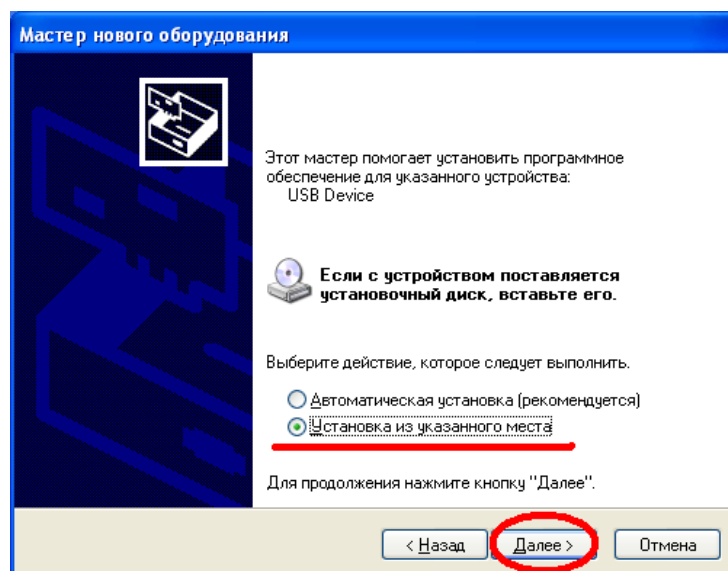 Мастер нового оборудования
Этот мастер помогает установить программное
обеспечение для указанного устройства:
USB Device
Если с устройством поставляется
установочный диск, вставьте его.
Выберите действие, которое следует выполнить.
Автоматическая установка (рекомендуется)
Установка из указанного места
Для продолжения нажмите кнопку "Далее".
< Назад
Далее >
Отмена